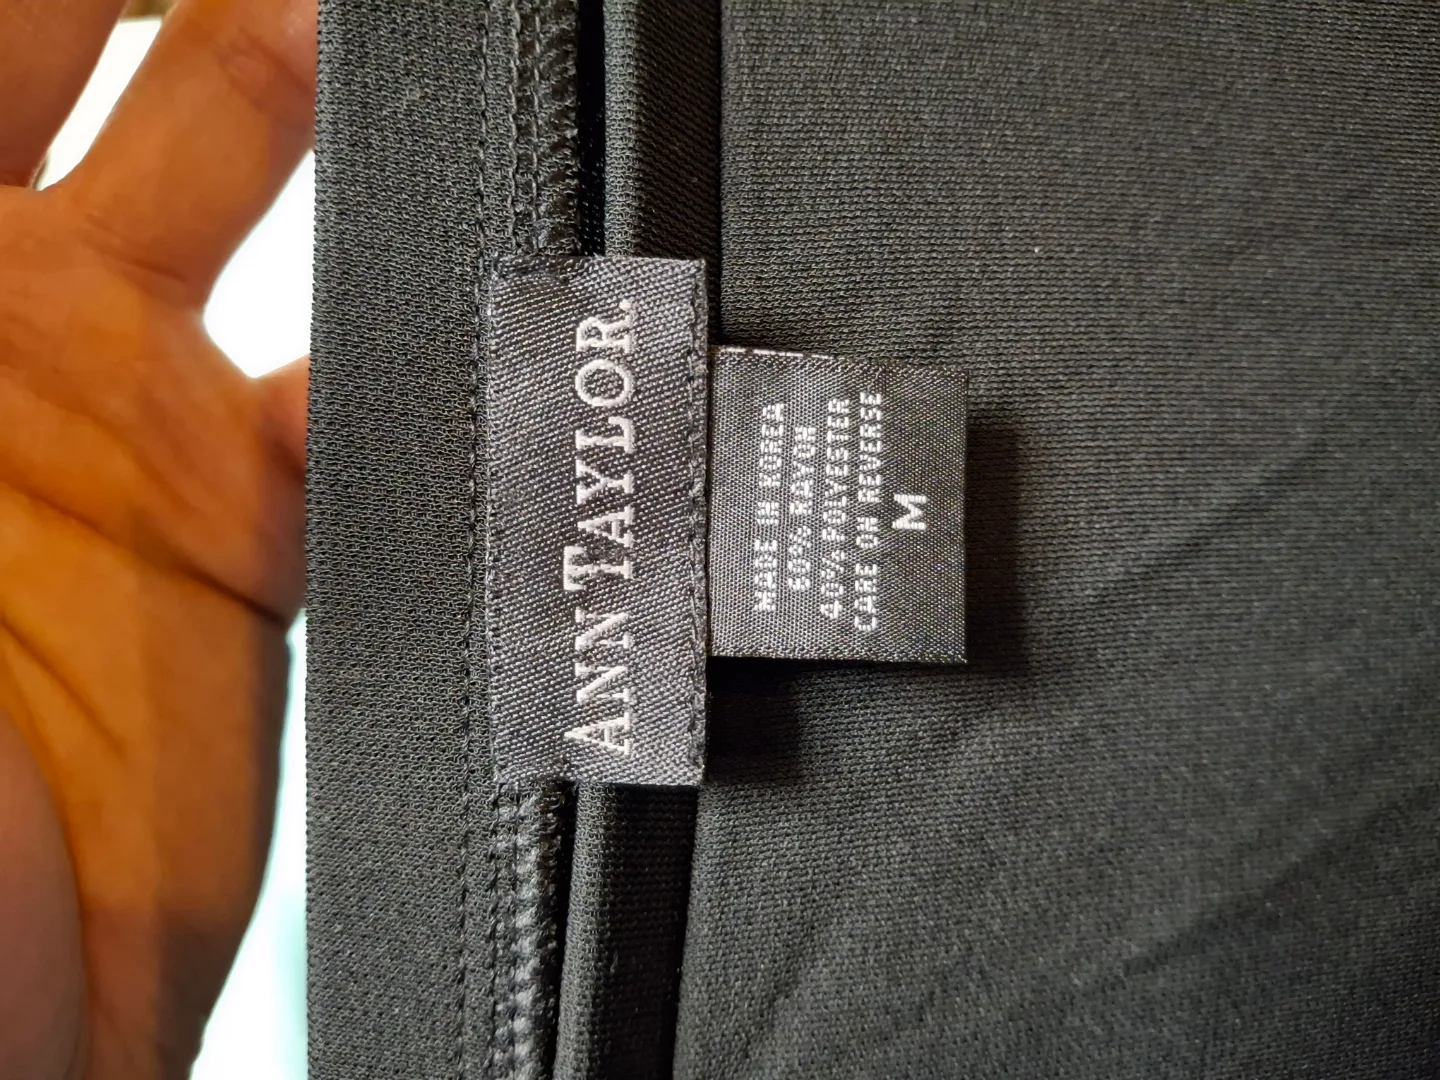 ANN TAYLOR.
MADE IN KOREA
60% RAYON
40% POLYESTER
CARE ON REVERSE
M